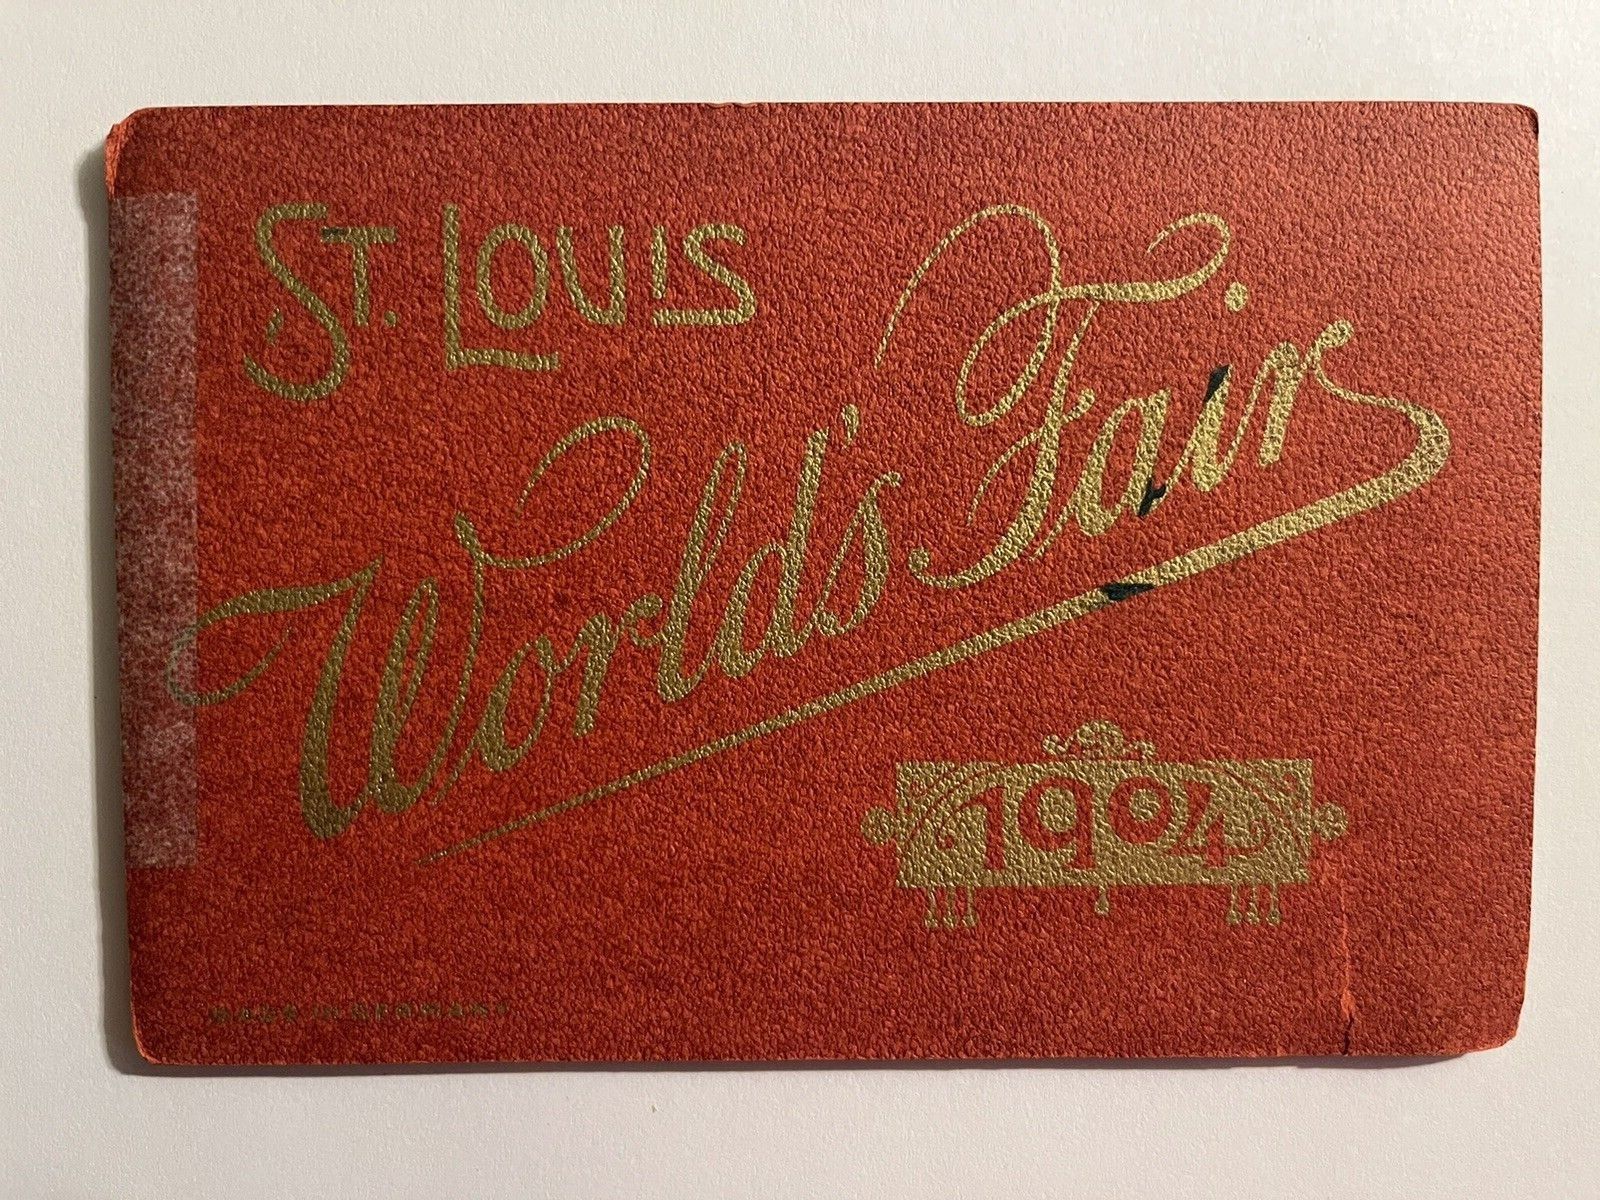 St. Louis
World's Fair
1904
MADE IN GERMANY